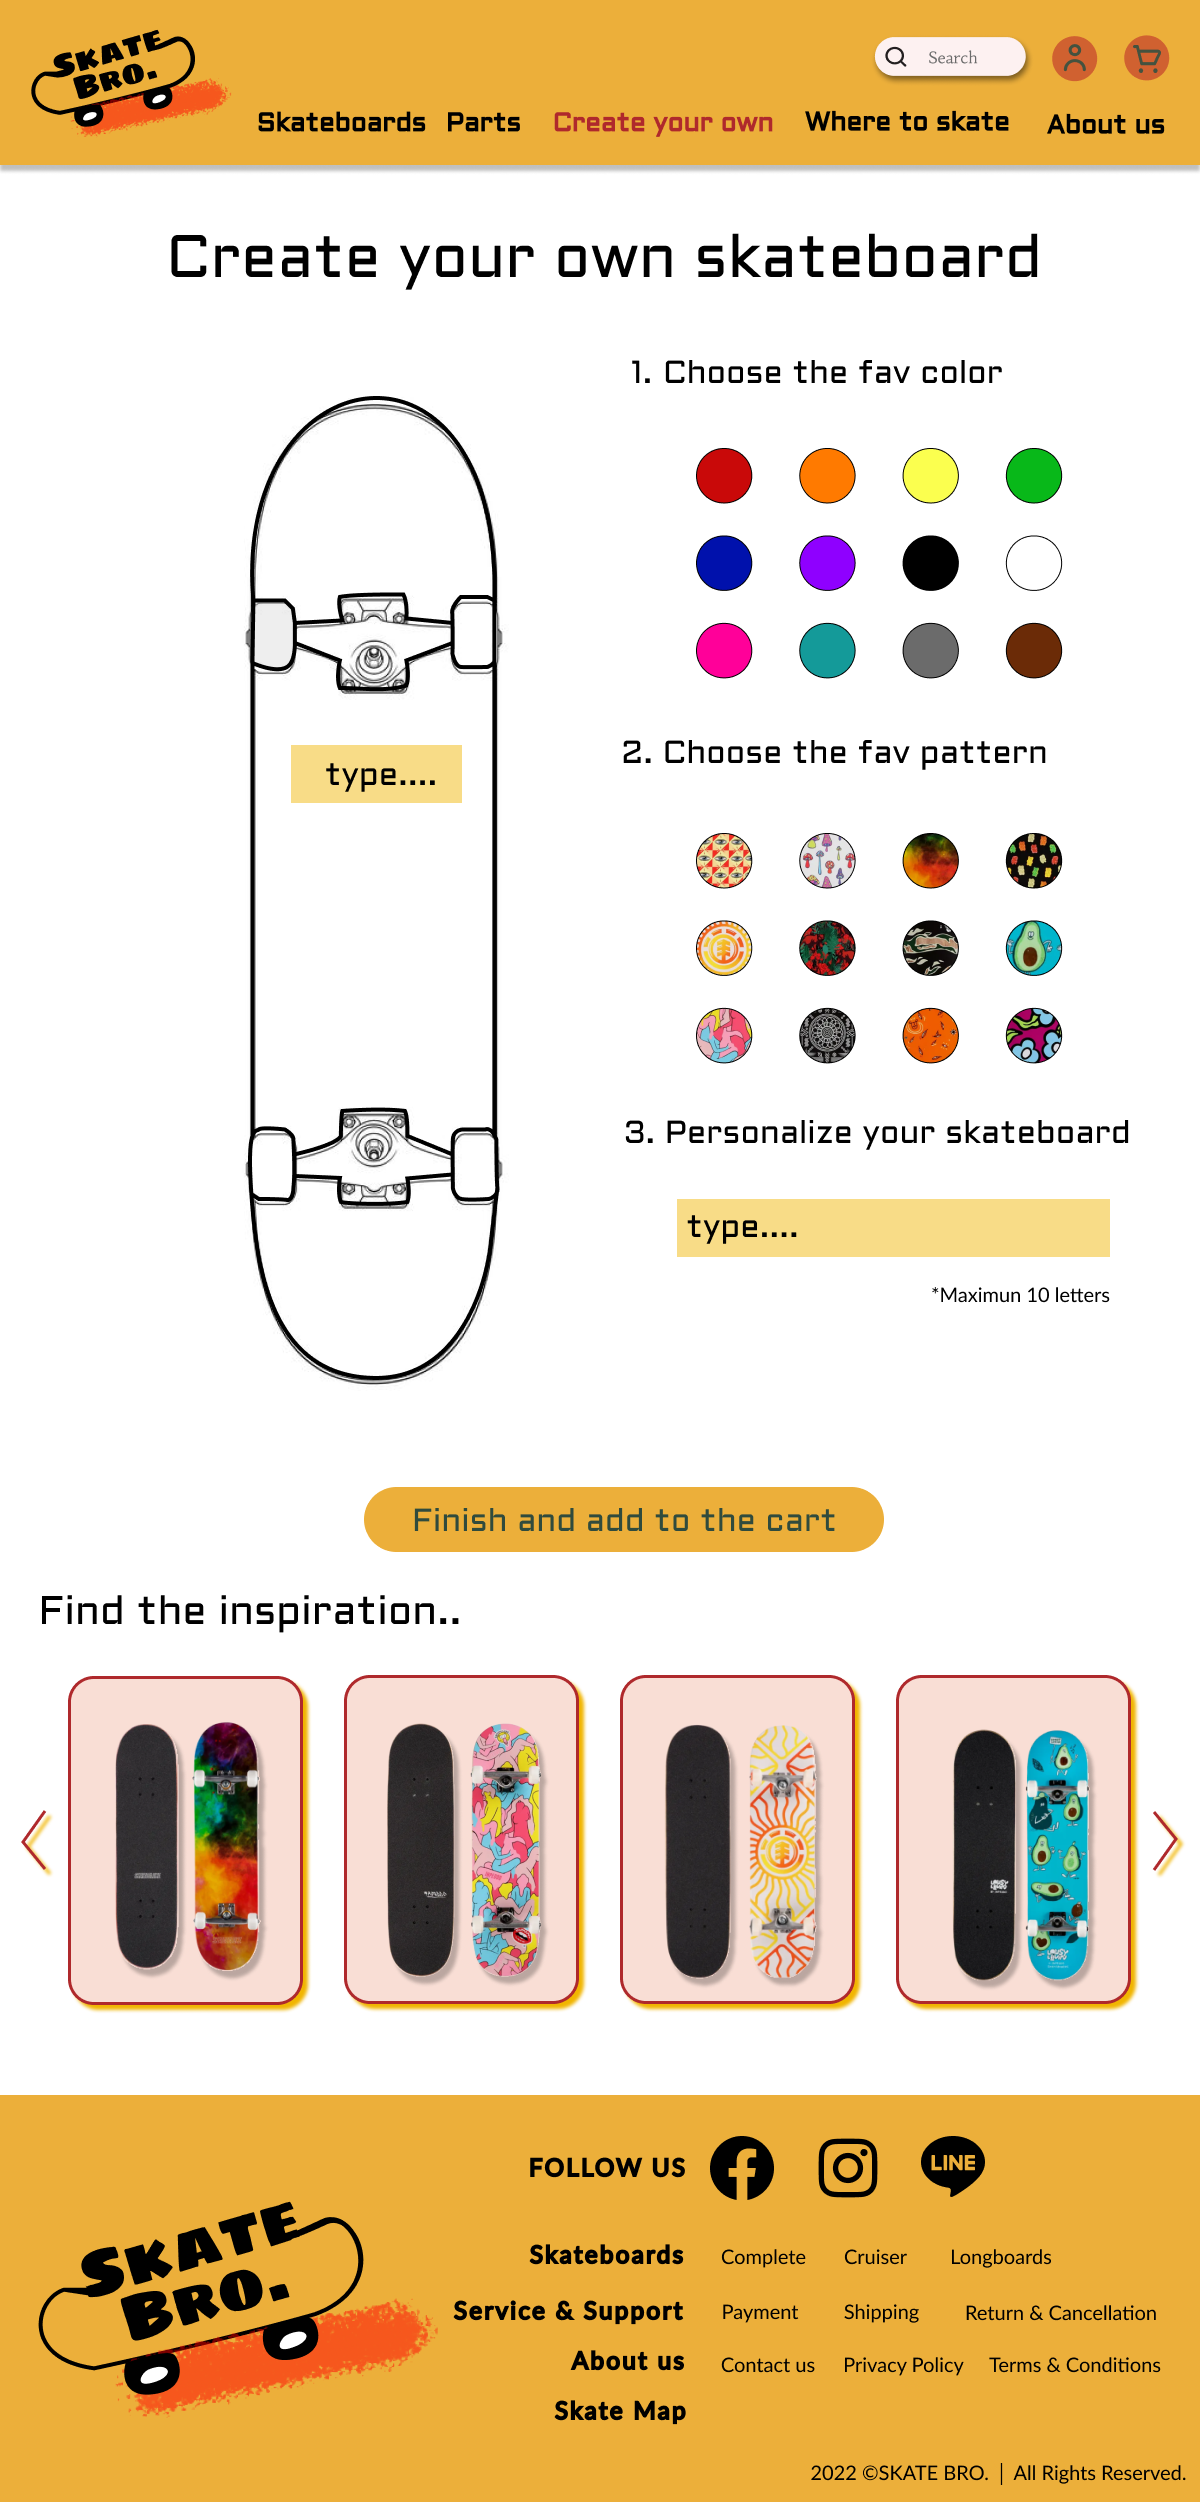 SKATE
BRO.
Search
Skateboards Parts Create your own Where to skate About us
Create your own skateboard
1. Choose the fav color
type....
2. Choose the fav pattern
3. Personalize your skateboard
type....
*Maximun 10 letters
Finish and add to the cart
Find the inspiration..
FOLLOW US
LINE
SKATE
BRO.
Skateboards Complete Cruiser Longboards
Service & Support Payment Shipping Return & Cancellation
About us Contact us Privacy Policy Terms & Conditions
Skate Map
2022 ©SKATE BRO. | All Rights Reserved.